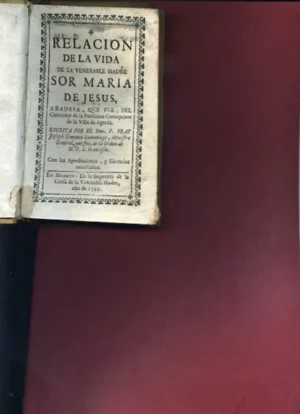 RELACION
DE LA VIDA
DE LA VENERABLE MADRE
SOR MARIA
DE JESUS,
ABADESA, QUE FUE, DEL
Convento de la Purissima Concepcion
de la Villa de Agreda.
ESCRITA POR EL Rmo. P. FRAY
Joseph Ximenez Samaniego, Ministro
General, que fue, de la Orden de
N. P. S. Francisco.
Con las Aprobaciones, y Licencias
necessarias.
EN MADRID: En la Imprenta de la
Causa de la Venerable Madre,
año de